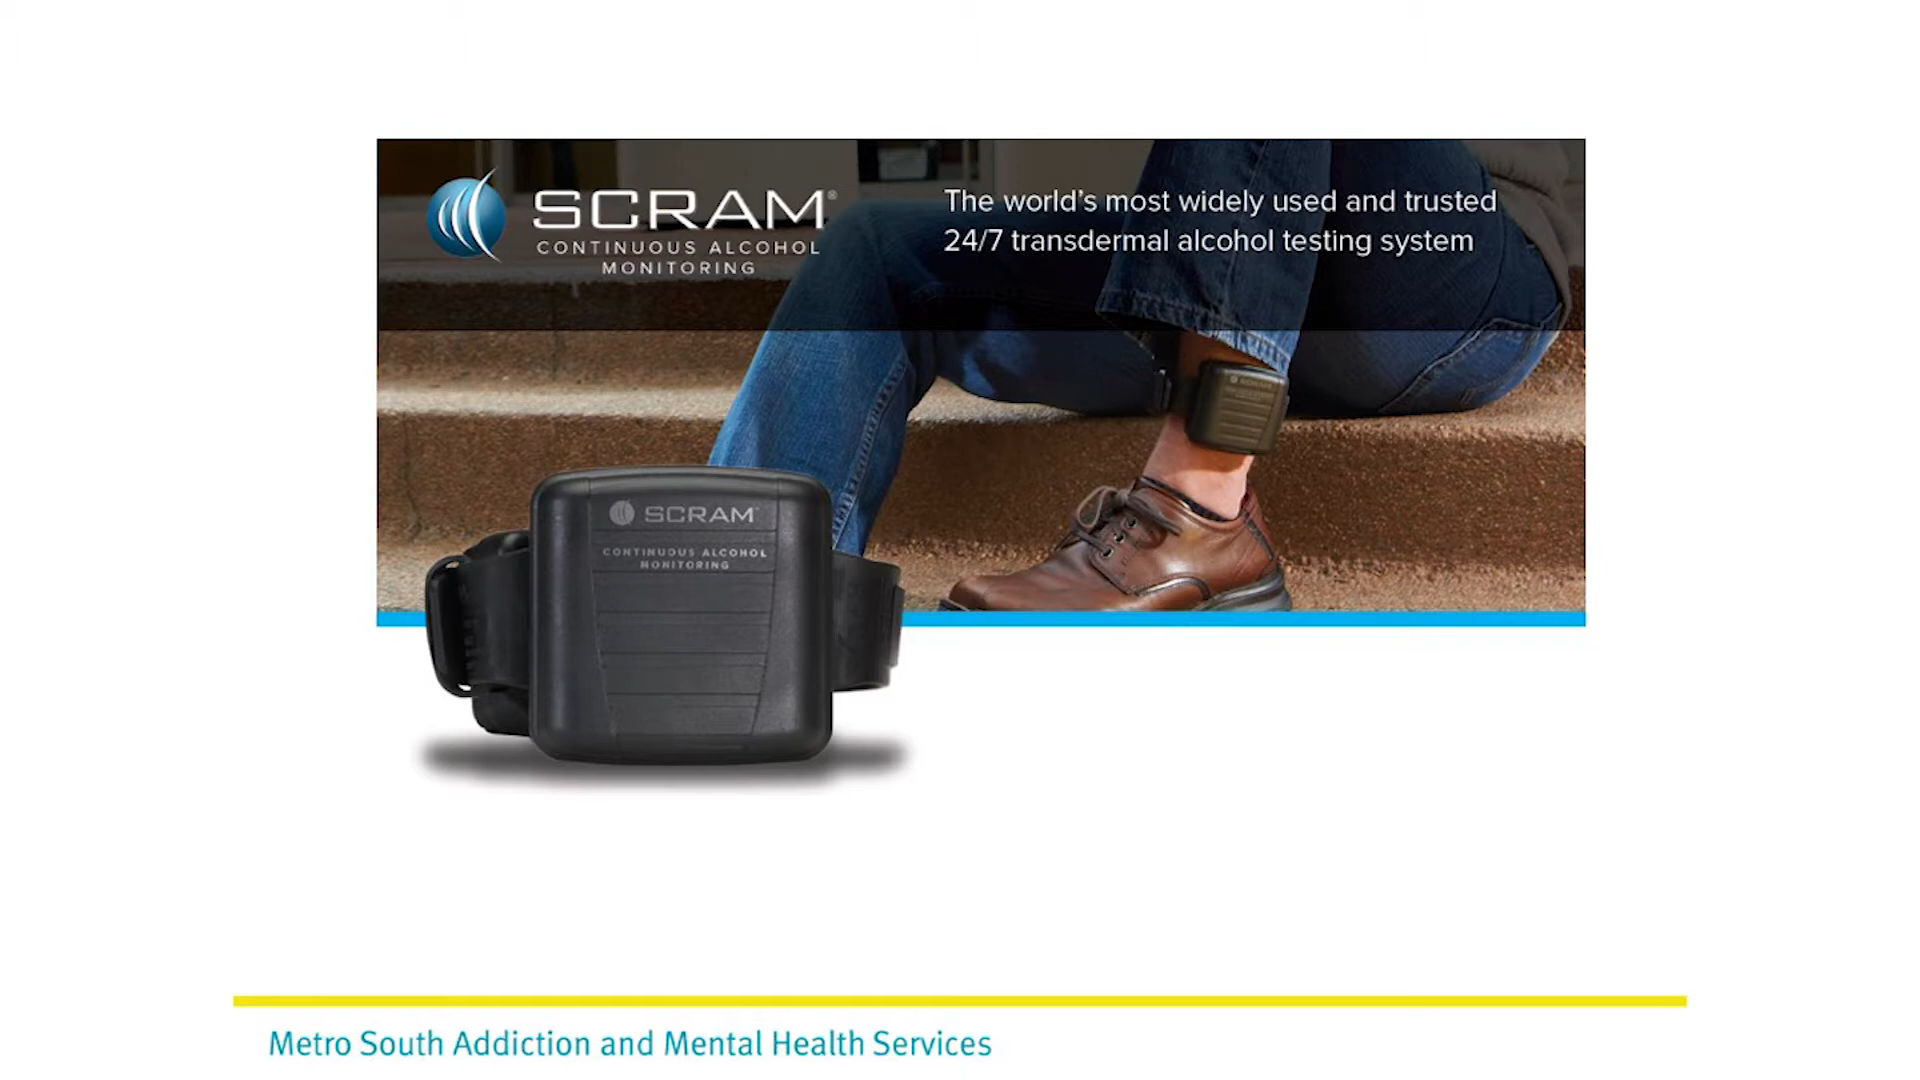 SCRAM®
CONTINUOUS ALCOHOL
MONITORING
The world's most widely used and trusted
24/7 transdermal alcohol testing system
SCRAM
CONTINUOUS ALCOHOL
MONITORING
Metro South Addiction and Mental Health Services